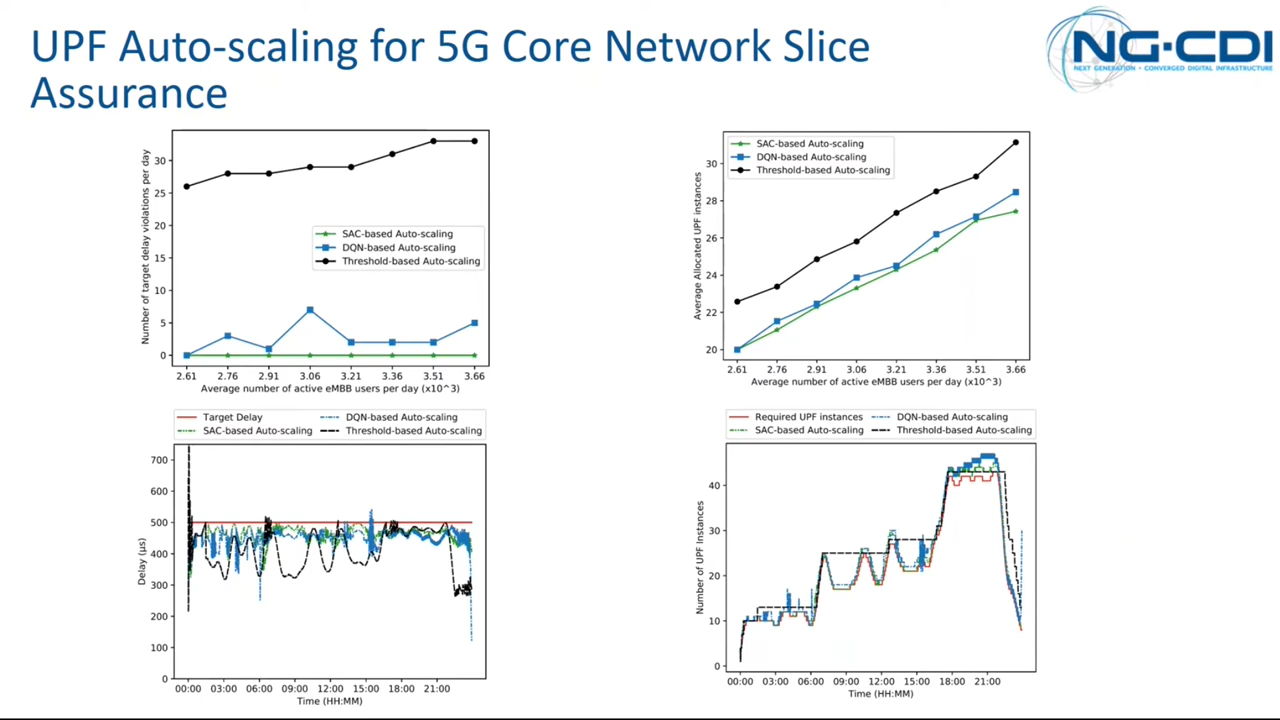 UPF Auto-scaling for 5G Core Network Slice
Assurance
NG-CDI
NEXT GENERATION • CONVERGED DIGITAL INFRASTRUCTURE
Number of target delay violations per day
30
25
20
15
10
5
0
SAC-based Auto-scaling
DQN-based Auto-scaling
Threshold-based Auto-scaling
2.61 2.76 2.91 3.06 3.21 3.36 3.51 3.66
Average number of active eMBB users per day (x10^3)
Average Allocated UPF instances
30
28
26
24
22
20
SAC-based Auto-scaling
DQN-based Auto-scaling
Threshold-based Auto-scaling
2.61 2.76 2.91 3.06 3.21 3.36 3.51 3.66
Average number of active eMBB users per day (x10^3)
Target Delay DQN-based Auto-scaling
SAC-based Auto-scaling Threshold-based Auto-scaling
Delay (μs)
700
600
500
400
300
200
100
0
00:00 03:00 06:00 09:00 12:00 15:00 18:00 21:00
Time (HH:MM)
Required UPF instances DQN-based Auto-scaling
SAC-based Auto-scaling Threshold-based Auto-scaling
Number of UPF Instances
40
30
20
10
0
00:00 03:00 06:00 09:00 12:00 15:00 18:00 21:00
Time (HH:MM)